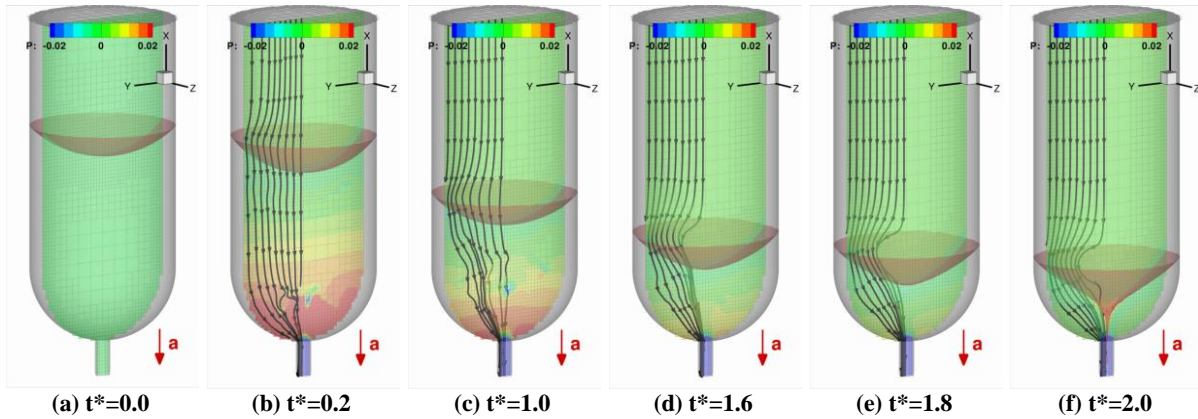 -0.02 0 0.02 -0.02 0 0.02 -0.02 0 0.02 -0.02 0 0.02 -0.02 0 0.02 -0.02 0 0.02
P: X P: X P: X P: X P: X P: X
Y Z Y Z Y Z Y Z Y Z Y Z
a a a a a a
(a) t*=0.0 (b) t*=0.2 (c) t*=1.0 (d) t*=1.6 (e) t*=1.8 (f) t*=2.0